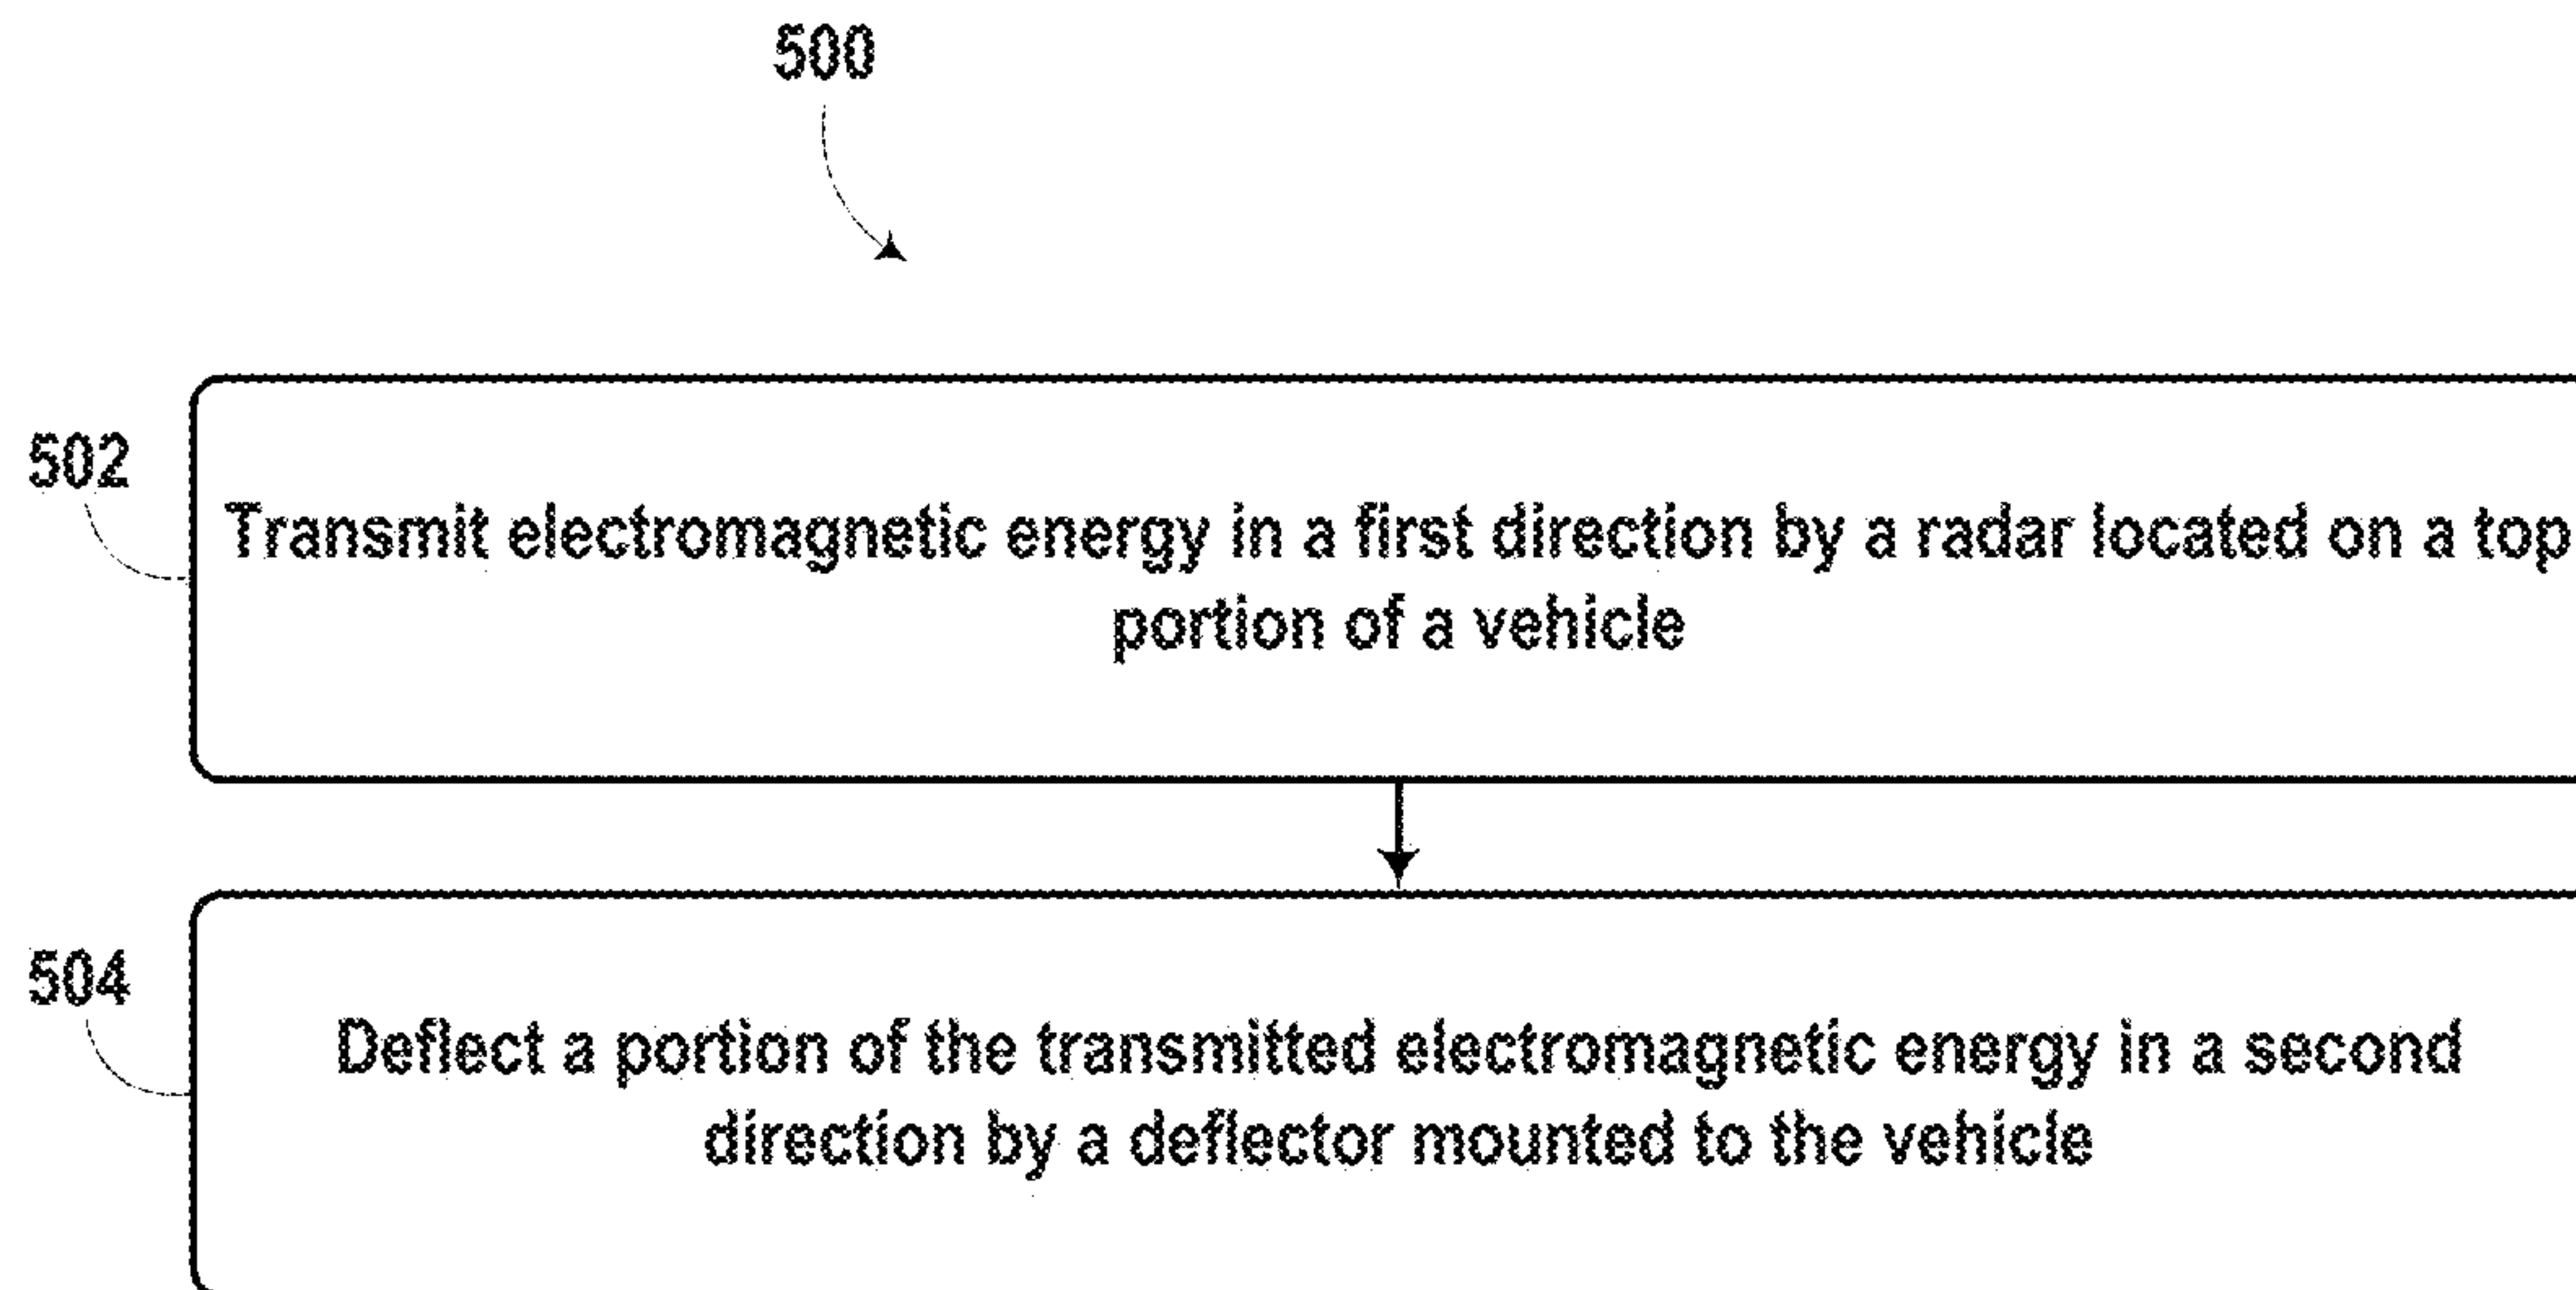 500
502
Transmit electromagnetic energy in a first direction by a radar located on a top
portion of a vehicle
504
Deflect a portion of the transmitted electromagnetic energy in a second
direction by a deflector mounted to the vehicle